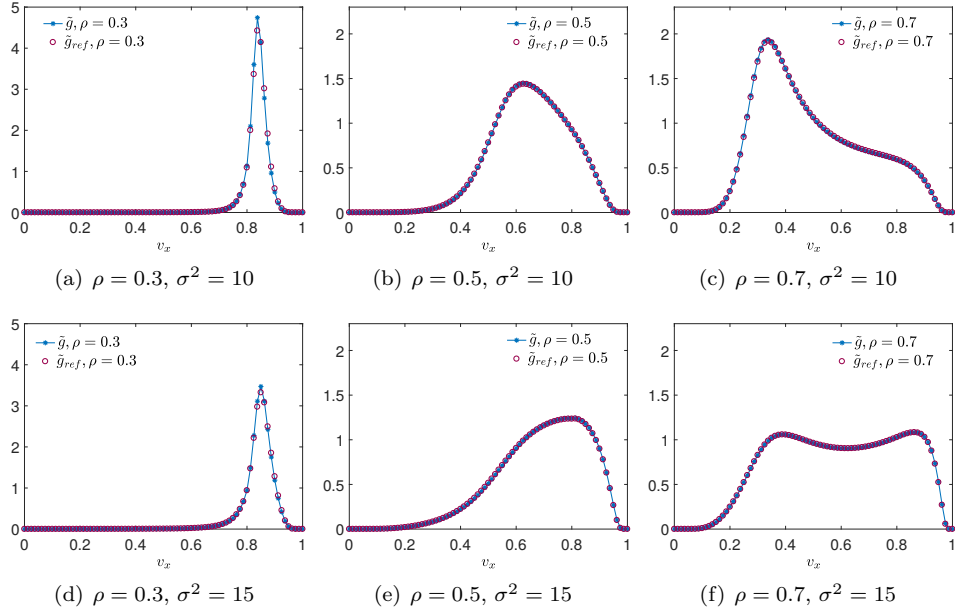 5
4
3
2
1
0
0 0.2 0.4 0.6 0.8 1
v_x
g̃, ρ = 0.3
g̃_ref, ρ = 0.3
(a) ρ = 0.3, σ² = 10
2
1.5
1
0.5
0
0 0.2 0.4 0.6 0.8 1
v_x
g̃, ρ = 0.5
g̃_ref, ρ = 0.5
(b) ρ = 0.5, σ² = 10
2
1.5
1
0.5
0
0 0.2 0.4 0.6 0.8 1
v_x
g̃, ρ = 0.7
g̃_ref, ρ = 0.7
(c) ρ = 0.7, σ² = 10
5
4
3
2
1
0
0 0.2 0.4 0.6 0.8 1
v_x
g̃, ρ = 0.3
g̃_ref, ρ = 0.3
(d) ρ = 0.3, σ² = 15
2
1.5
1
0.5
0
0 0.2 0.4 0.6 0.8 1
v_x
g̃, ρ = 0.5
g̃_ref, ρ = 0.5
(e) ρ = 0.5, σ² = 15
2
1.5
1
0.5
0
0 0.2 0.4 0.6 0.8 1
v_x
g̃, ρ = 0.7
g̃_ref, ρ = 0.7
(f) ρ = 0.7, σ² = 15